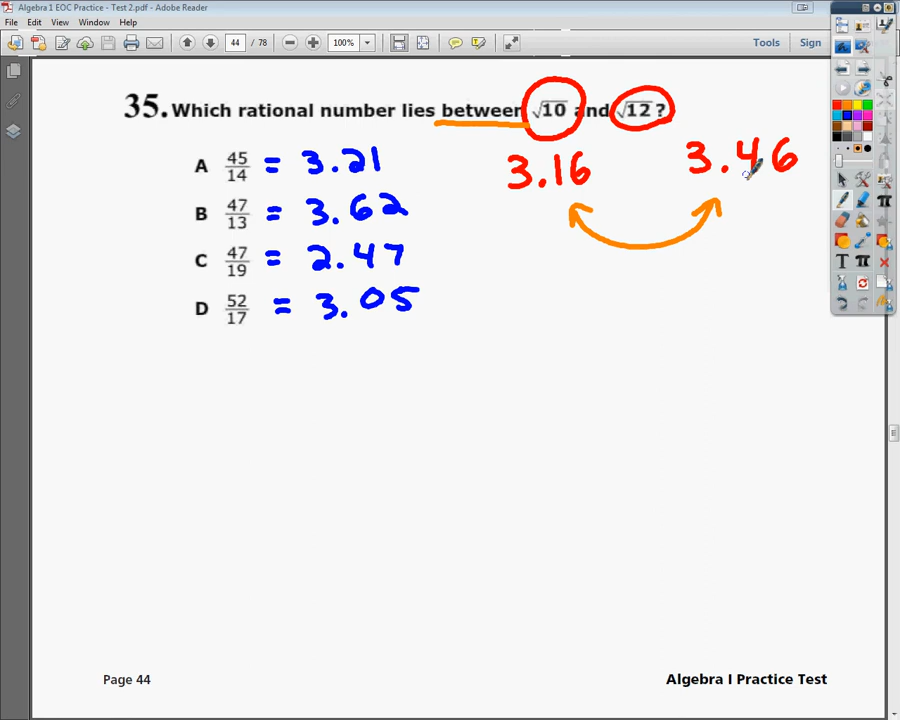 Algebra 1 EOC Practice - Test 2.pdf - Adobe Reader
File Edit View Window Help
44 / 78 100% Tools Sign
35. Which rational number lies between √10 and √12?
A 45/14 = 3.21
B 47/13 = 3.62
C 47/19 = 2.47
D 52/17 = 3.05
3.16 3.46
Page 44 Algebra I Practice Test